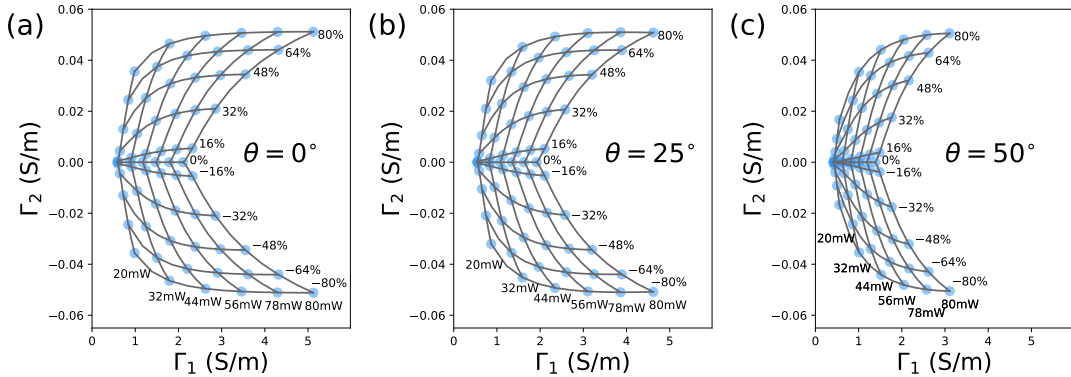 (a)
Γ2 (S/m)
0.06
0.04
0.02
0.00
−0.02
−0.04
−0.06
80%
64%
48%
32%
16%
0%
−16%
−32%
−48%
−64%
−80%
θ = 0°
20mW
32mW
44mW
56mW
78mW
80mW
0 1 2 3 4 5
Γ1 (S/m)
(b)
Γ2 (S/m)
0.06
0.04
0.02
0.00
−0.02
−0.04
−0.06
80%
64%
48%
32%
16%
0%
−16%
−32%
−48%
−64%
−80%
θ = 25°
20mW
32mW
44mW
56mW
78mW
80mW
0 1 2 3 4 5
Γ1 (S/m)
(c)
Γ2 (S/m)
0.06
0.04
0.02
0.00
−0.02
−0.04
−0.06
80%
64%
48%
32%
16%
0%
−16%
−32%
−48%
−64%
−80%
θ = 50°
20mW
32mW
44mW
56mW
78mW
80mW
0 1 2 3 4 5
Γ1 (S/m)